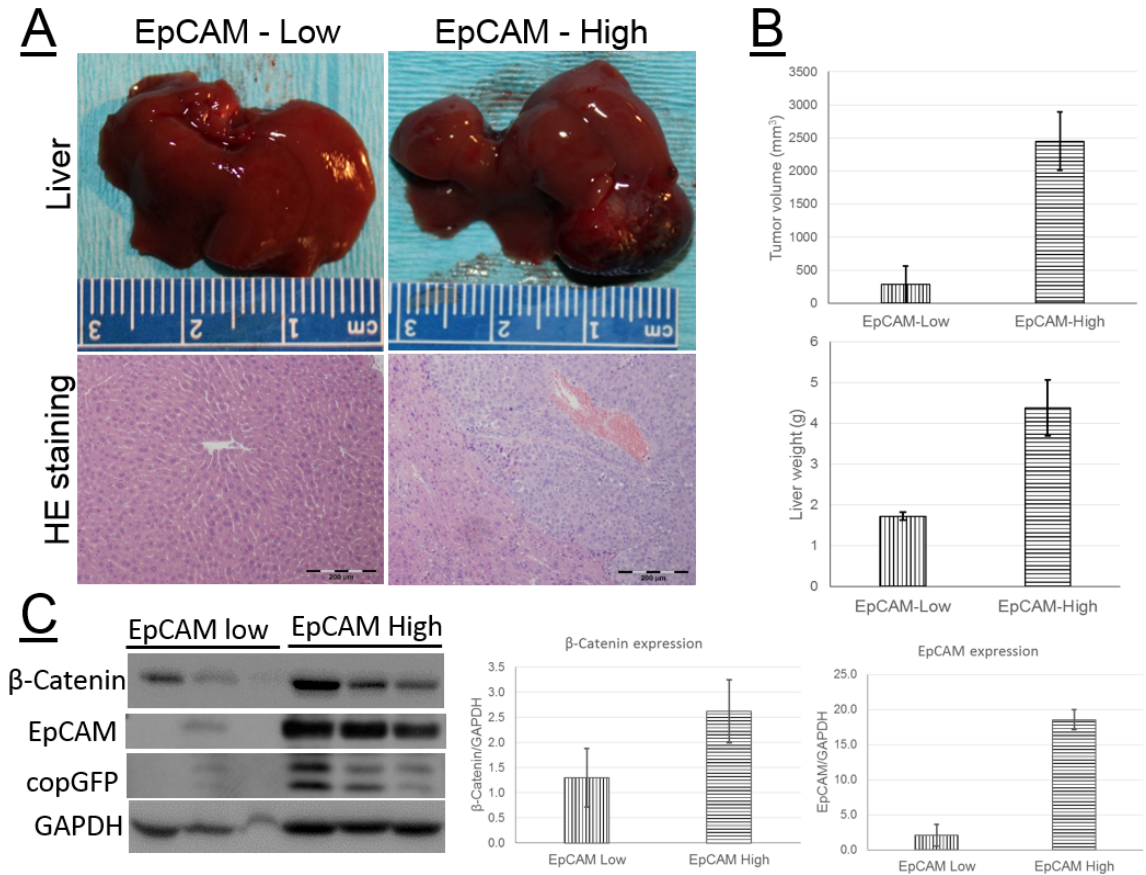 A
EpCAM - Low
EpCAM - High
Liver
3 2 1 cm
3 2 1 cm
HE staining
200 µm
200 µm
B
Tumor volume (mm³)
3500
3000
2500
2000
1500
1000
500
0
EpCAM-Low
EpCAM-High
Liver weight (g)
6
5
4
3
2
1
0
EpCAM-Low
EpCAM-High
C
EpCAM low
EpCAM High
β-Catenin
EpCAM
copGFP
GAPDH
β-Catenin expression
β-Catenin/GAPDH
3.5
3.0
2.5
2.0
1.5
1.0
0.5
0.0
EpCAM Low
EpCAM High
EpCAM expression
EpCAM/GAPDH
25.0
20.0
15.0
10.0
5.0
0.0
EpCAM Low
EpCAM High